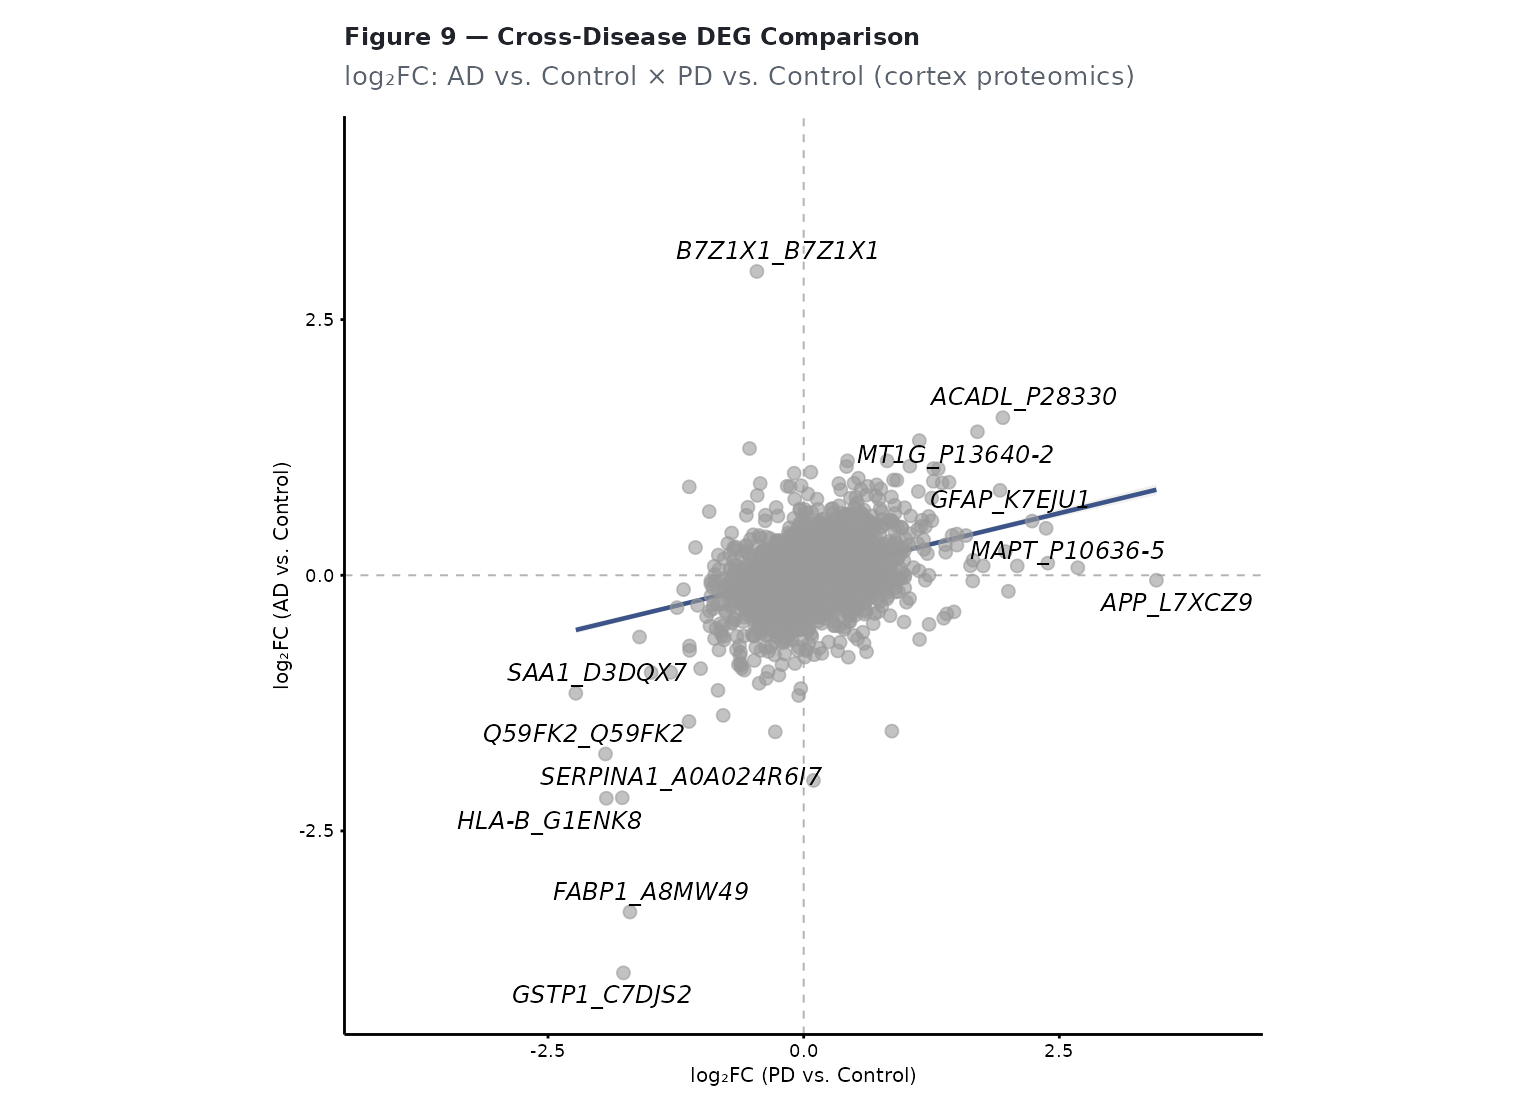 Figure 9 — Cross-Disease DEG Comparison
log₂FC: AD vs. Control × PD vs. Control (cortex proteomics)
B7Z1X1_B7Z1X1
2.5
ACADL_P28330
MT1G_P13640-2
GFAP_K7EJU1
MAPT_P10636-5
0.0
APP_L7XCZ9
log₂FC (AD vs. Control)
SAA1_D3DQX7
Q59FK2_Q59FK2
SERPINA1_A0A024R6I7
HLA-B_G1ENK8
-2.5
FABP1_A8MW49
GSTP1_C7DJS2
-2.5
0.0
2.5
log₂FC (PD vs. Control)